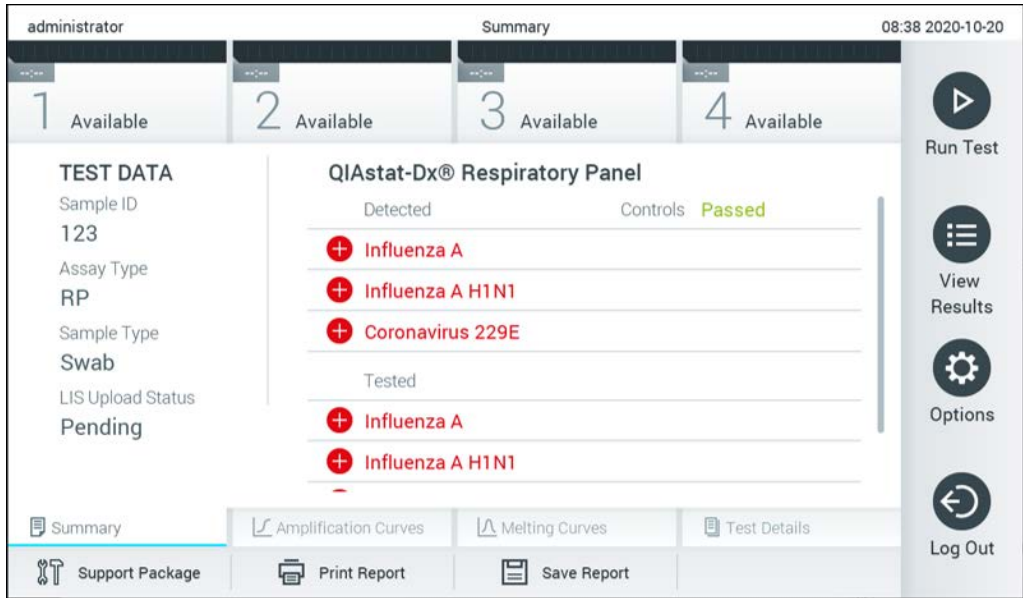 administrator
Summary
08:38 2020-10-20
--:--
--:--
--:--
--:--
1 Available
2 Available
3 Available
4 Available
Run Test
TEST DATA
Sample ID
123
Assay Type
RP
Sample Type
Swab
LIS Upload Status
Pending
QIAstat-Dx® Respiratory Panel
Detected
Controls Passed
Influenza A
Influenza A H1N1
Coronavirus 229E
Tested
Influenza A
Influenza A H1N1
View
Results
Options
Log Out
Summary
Amplification Curves
Melting Curves
Test Details
Support Package
Print Report
Save Report